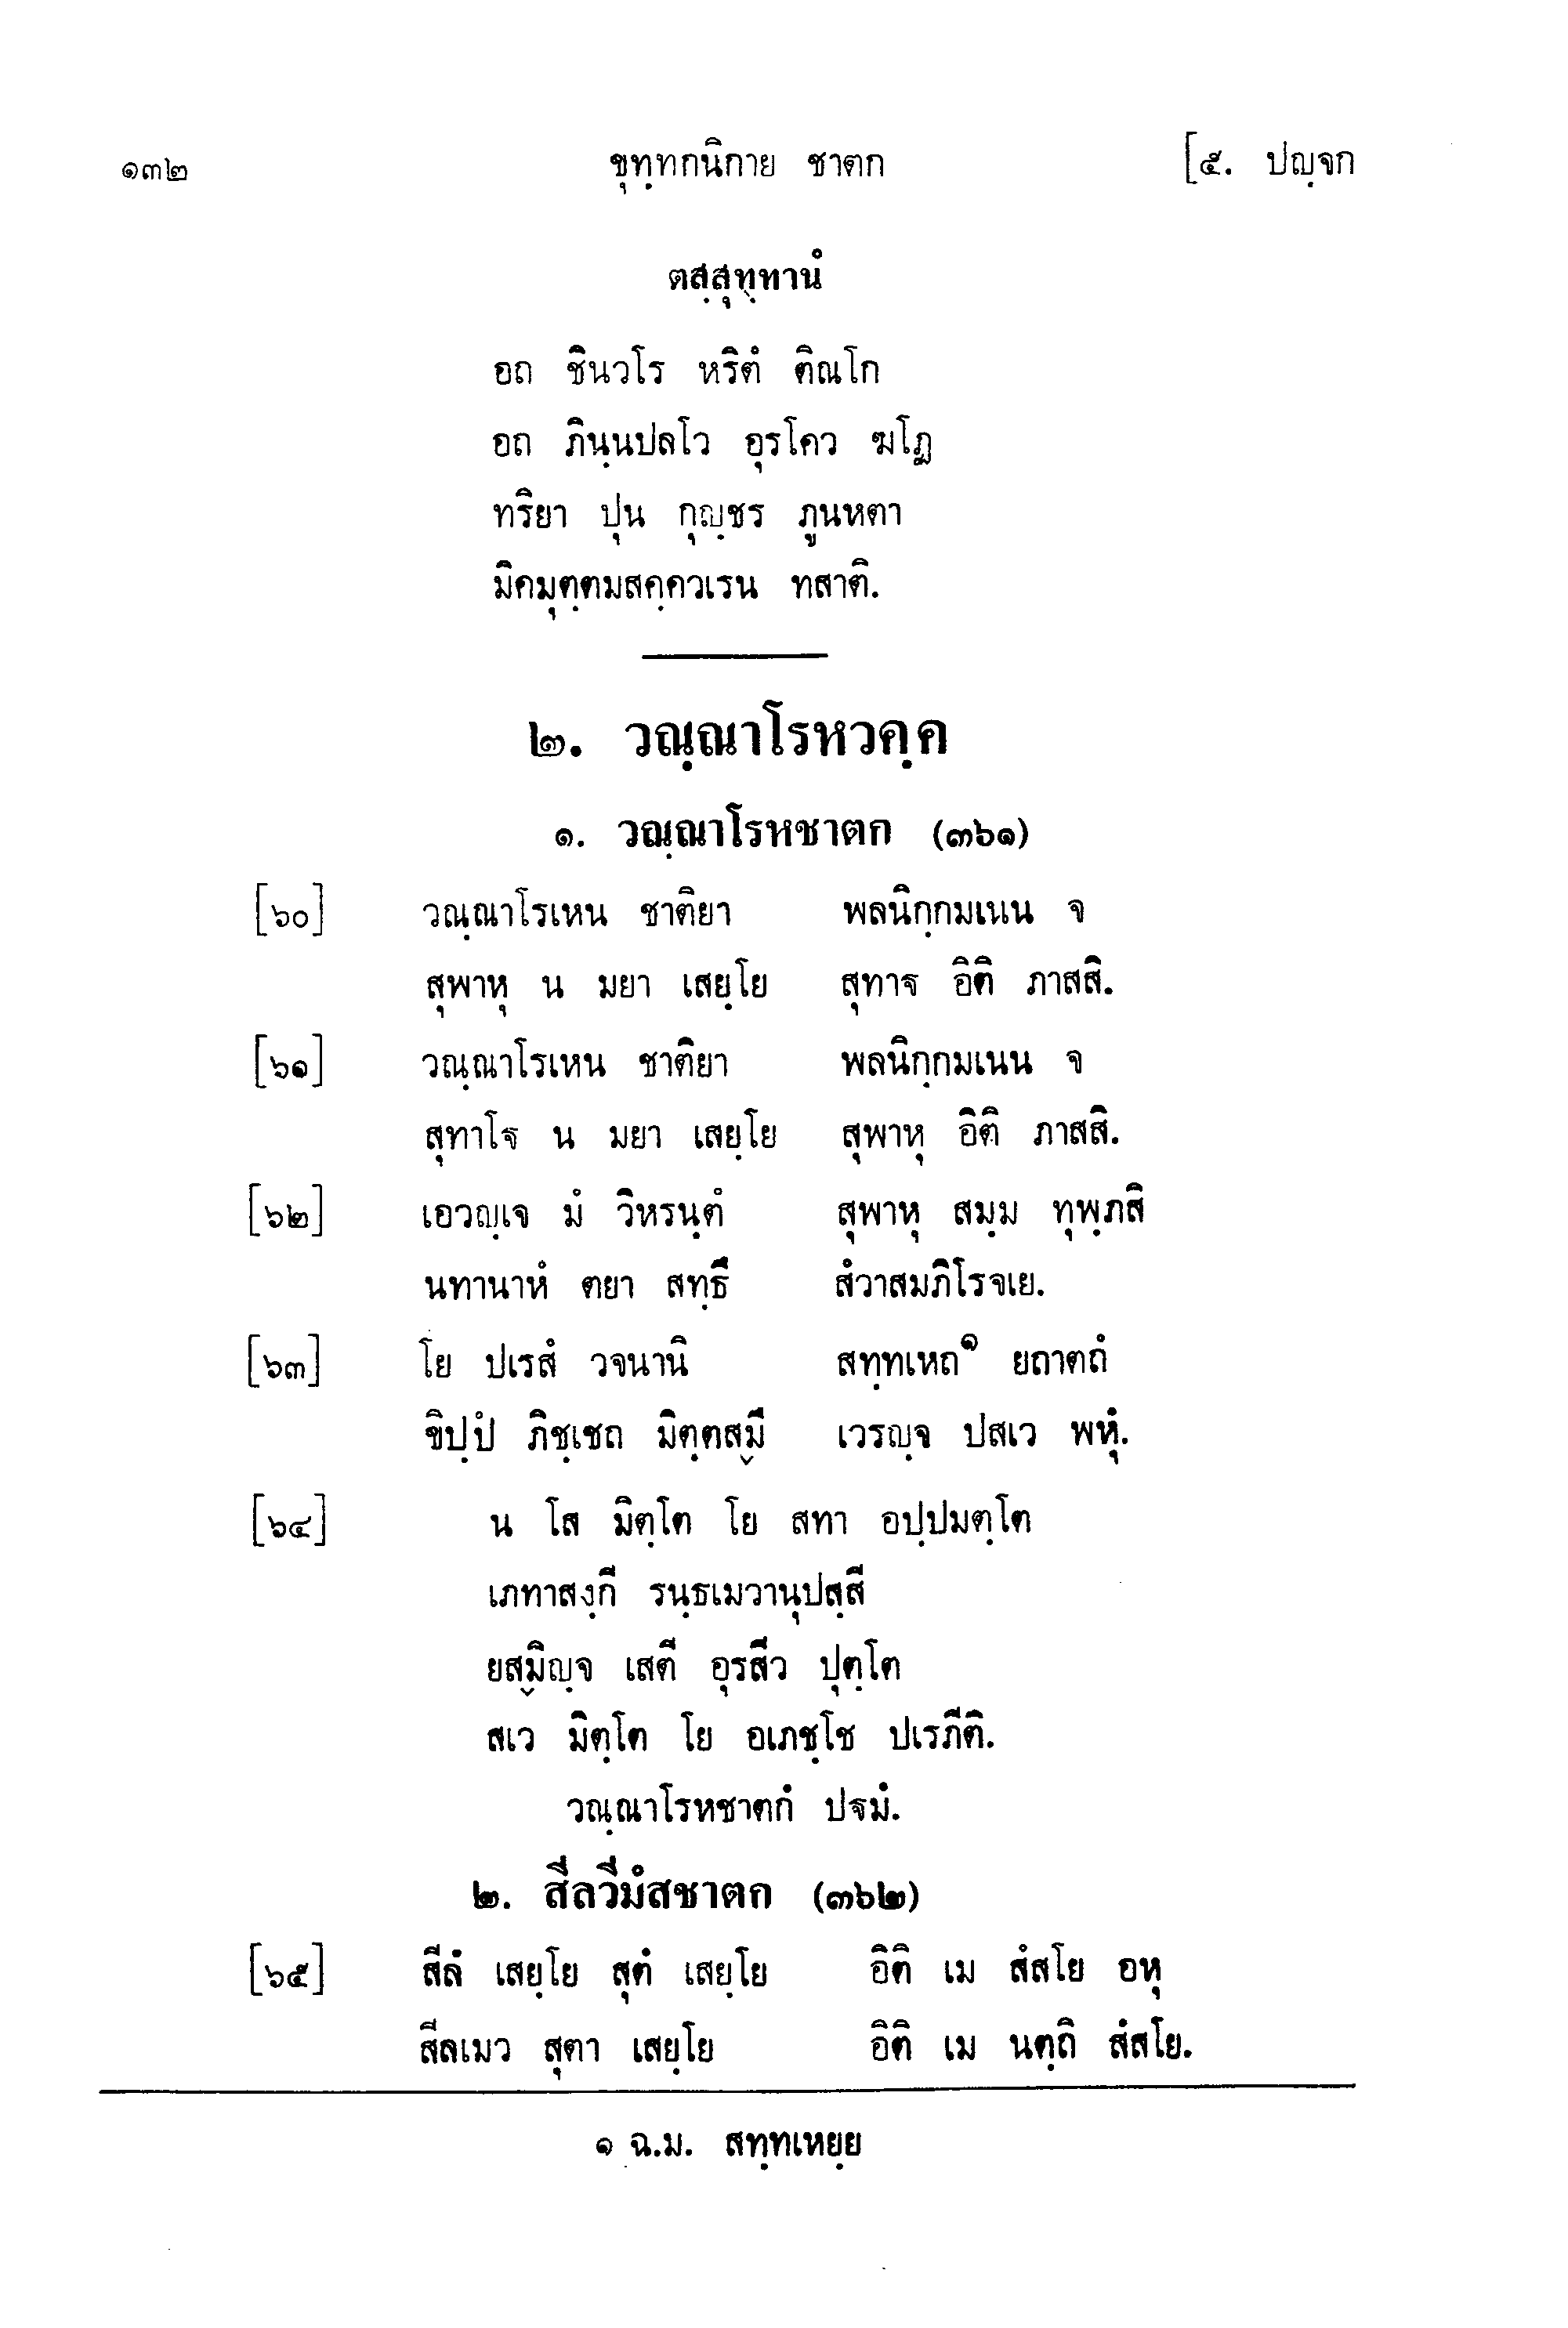 ๑๓๒ ขุทฺทกนิกาย ชาตก [๕. ปญฺจก
ตสฺสุทฺทานํ
อถ ชินวโร หริตํ ติณโก
อถ ภินฺนปลโว อุรโคว ฆโฏ
ทริยา ปุน กุญฺชร ภูนหตา
มิคมุตฺตมสคฺควเรน ทสาติ.
๒. วณฺณาโรหวคฺค
๑. วณฺณาโรหชาตก (๓๖๑)
[๖๐] วณฺณาโรเหน ชาติยา พลนิกฺกมเนน จ
สุพาหุ น มยา เสยฺโย สุทาฐ อิติ ภาสสิ.
[๖๑] วณฺณาโรเหน ชาติยา พลนิกฺกมเนน จ
สุทาโฐ น มยา เสยฺโย สุพาหุ อิติ ภาสสิ.
[๖๒] เอวญฺเจ มํ วิหรนฺตํ สุพาหุ สมฺม ทุพฺภสิ
นทานาหํ ตยา สทฺธึ สํวาสมภิโรจเย.
[๖๓] โย ปเรสํ วจนานิ สทฺทเหถ๑ ยถาตถํ
ขิปฺปํ ภิชฺเชถ มิตฺตสฺมึ เวรญฺจ ปสเว พหุํ.
[๖๔] น โส มิตฺโต โย สทา อปฺปมตฺโต
เภทาสงฺกี รนฺธเมวานุปสฺสี
ยสฺมิญฺจ เสตี อุรสีว ปุตฺโต
สเว มิตฺโต โย อเภชฺโช ปเรภีติ.
วณฺณาโรหชาตกํ ปฐมํ.
๒. สีลวีมํสชาตก (๓๖๒)
[๖๕] สีลํ เสยฺโย สุตํ เสยฺโย อิติ เม สํสโย อหุ
สีลเมว สุตา เสยฺโย อิติ เม นตฺถิ สํสโย.
๑ ฉ.ม. สทฺทเหยฺย